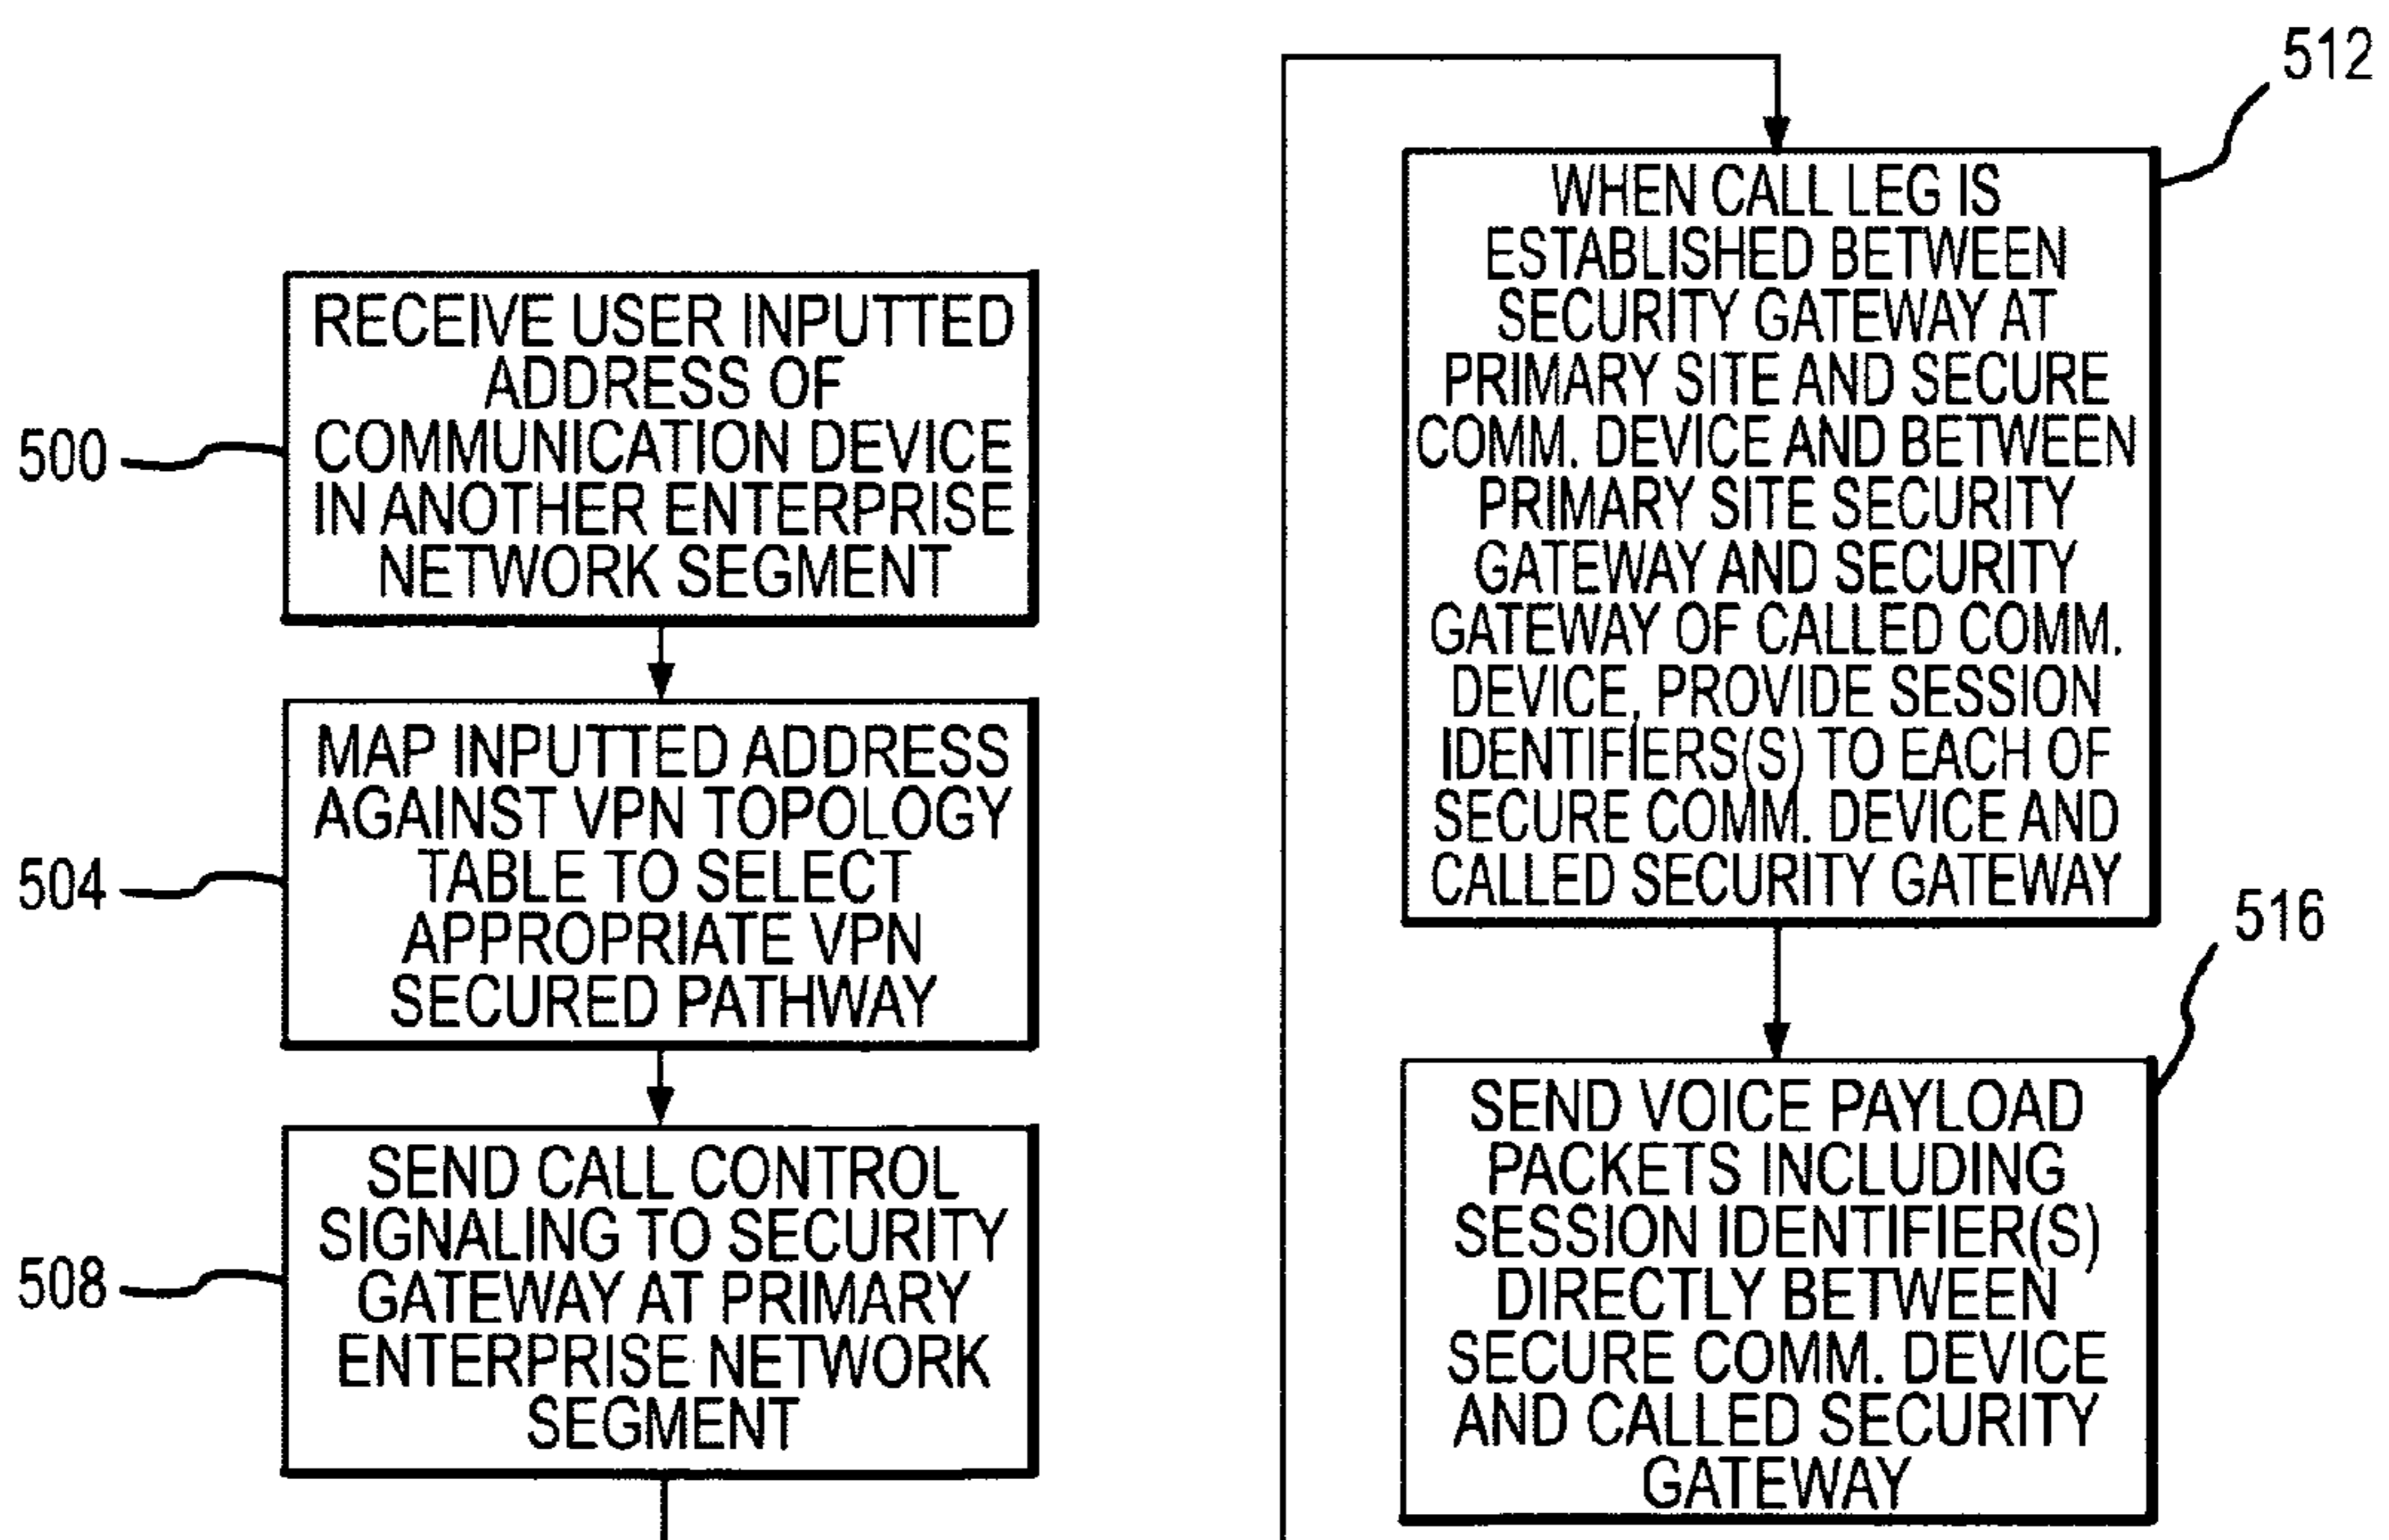 500
RECEIVE USER INPUTTED
ADDRESS OF
COMMUNICATION DEVICE
IN ANOTHER ENTERPRISE
NETWORK SEGMENT
504
MAP INPUTTED ADDRESS
AGAINST VPN TOPOLOGY
TABLE TO SELECT
APPROPRIATE VPN
SECURED PATHWAY
508
SEND CALL CONTROL
SIGNALING TO SECURITY
GATEWAY AT PRIMARY
ENTERPRISE NETWORK
SEGMENT
512
WHEN CALL LEG IS
ESTABLISHED BETWEEN
SECURITY GATEWAY AT
PRIMARY SITE AND SECURE
COMM. DEVICE AND BETWEEN
PRIMARY SITE SECURITY
GATEWAY AND SECURITY
GATEWAY OF CALLED COMM.
DEVICE, PROVIDE SESSION
IDENTIFIERS(S) TO EACH OF
SECURE COMM. DEVICE AND
CALLED SECURITY GATEWAY
516
SEND VOICE PAYLOAD
PACKETS INCLUDING
SESSION IDENTIFIER(S)
DIRECTLY BETWEEN
SECURE COMM. DEVICE
AND CALLED SECURITY
GATEWAY